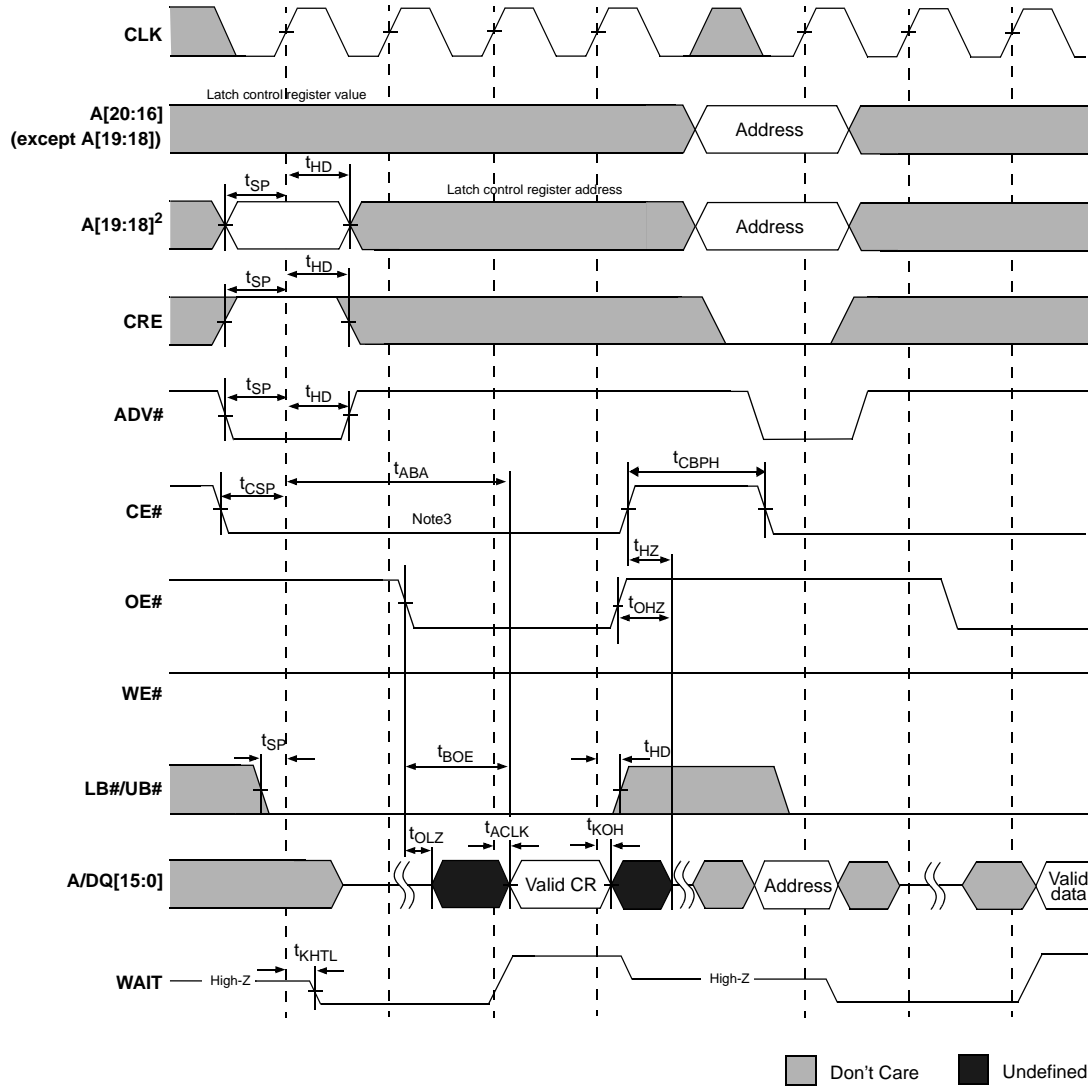 CLK
Latch control register value
A[20:16]
(except A[19:18])
Address
tHD
tSP
Latch control register address
A[19:18]2
Address
tHD
tSP
CRE
tSP
tHD
ADV#
tABA
tCBPH
tCSP
CE#
Note3
tHZ
OE#
tOHZ
WE#
tSP
tBOE
tHD
LB#/UB#
tOLZ
tACLK
tKOH
A/DQ[15:0]
Valid CR
Address
Valid
data
tKHTL
WAIT
High-Z
High-Z
Don't Care
Undefined